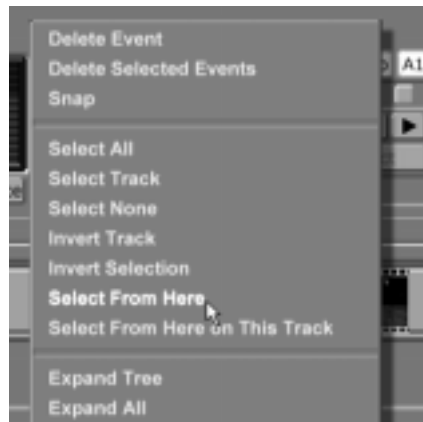 Delete Event
Delete Selected Events
Snap
A1
Select All
Select Track
Select None
Invert Track
Invert Selection
Select From Here
Select From Here on This Track
Expand Tree
Expand All